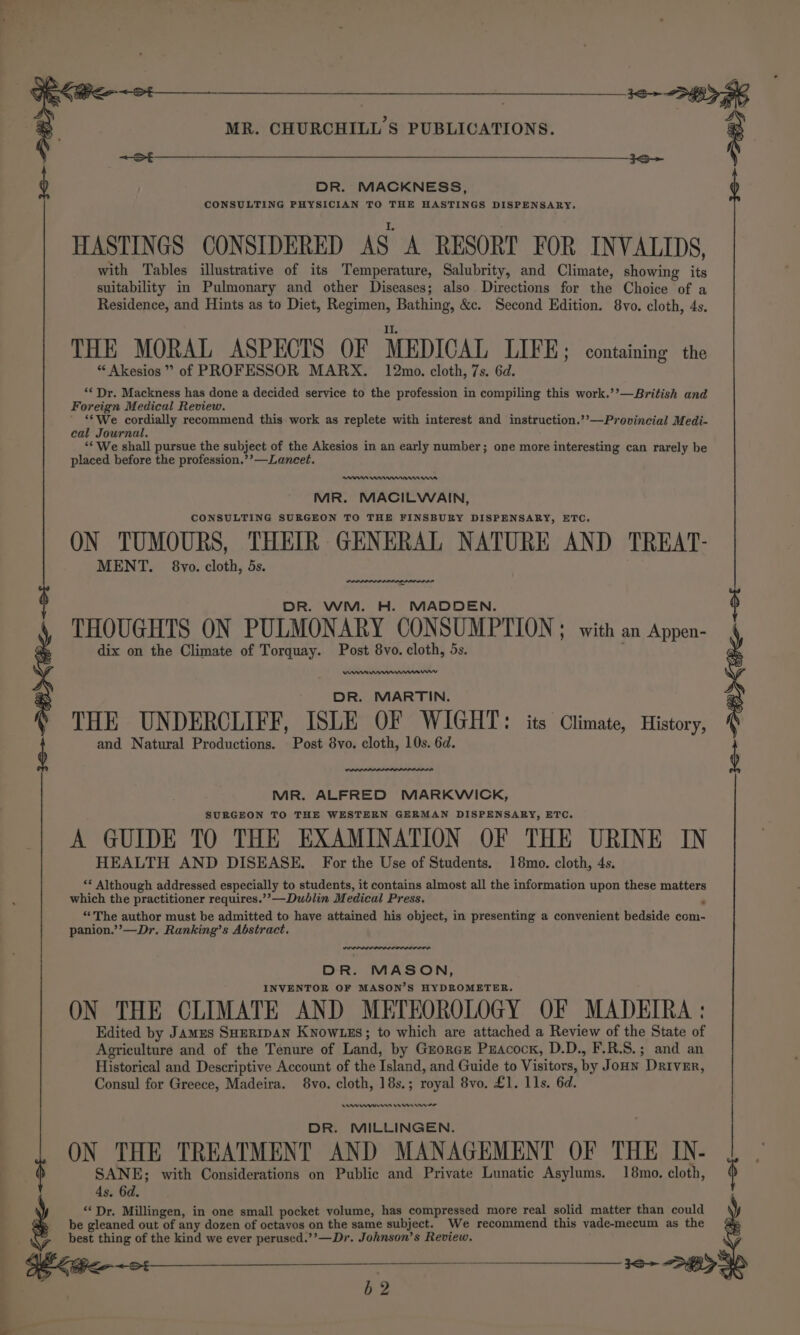 MR. CHURCHILL'S PUBLICATIONS.
DR. MACKNESS,
CONSULTING PHYSICIAN TO THE HASTINGS DISPENSARY.
I.
HASTINGS CONSIDERED AS A RESORT FOR INVALIDS,
with Tables illustrative of its Temperature, Salubrity, and Climate, showing its
suitability in Pulmonary and other Diseases; also Directions for the Choice of a
Residence, and Hints as to Diet, Regimen, Bathing, &c. Second Edition. 8vo. cloth, 4s.
II.
THE MORAL ASPECTS OF MEDICAL LIFE; containing the
“Akesios” of PROFESSOR MARX. 12mo. cloth, 7s. 6d.
“Dr. Mackness has done a decided service to the profession in compiling this work.”—British and
Foreign Medical Review.
“We cordially recommend this work as replete with interest and instruction.”—Provincial Medi-
cal Journal.
“We shall pursue the subject of the Akesios in an early number; one more interesting can rarely be
placed before the profession.”—Lancet.
MR. MACILWAIN,
CONSULTING SURGEON TO THE FINSBURY DISPENSARY, ETC.
ON TUMOURS, THEIR GENERAL NATURE AND TREAT-
MENT. 8vo. cloth, 5s.
DR. WM. H. MADDEN.
THOUGHTS ON PULMONARY CONSUMPTION; with an Appen-
dix on the Climate of Torquay. Post 8vo. cloth, 5s.
DR. MARTIN.
THE UNDERCLIFF, ISLE OF WIGHT: its Climate, History,
and Natural Productions. Post 8vo. cloth, 10s. 6d.
MR. ALFRED MARKWICK,
SURGEON TO THE WESTERN GERMAN DISPENSARY, ETC.
A GUIDE TO THE EXAMINATION OF THE URINE IN
HEALTH AND DISEASE. For the Use of Students. 18mo. cloth, 4s.
“Although addressed especially to students, it contains almost all the information upon these matters
which the practitioner requires.”—Dublin Medical Press.
“The author must be admitted to have attained his object, in presenting a convenient bedside com-
panion.”—Dr. Ranking’s Abstract.
DR. MASON,
INVENTOR OF MASON’S HYDROMETER.
ON THE CLIMATE AND METEOROLOGY OF MADEIRA:
Edited by JAMES SHERIDAN KNOWLES; to which are attached a Review of the State of
Agriculture and of the Tenure of Land, by GEORGE PEACOCK, D.D., F.R.S.; and an
Historical and Descriptive Account of the Island, and Guide to Visitors, by JOHN DRIVER,
Consul for Greece, Madeira. 8vo. cloth, 18s.; royal 8vo. £1. 11s. 6d.
DR. MILLINGEN.
ON THE TREATMENT AND MANAGEMENT OF THE IN-
SANE; with Considerations on Public and Private Lunatic Asylums. 18mo. cloth,
4s. 6d.
“Dr. Millingen, in one small pocket volume, has compressed more real solid matter than could
be gleaned out of any dozen of octavos on the same subject. We recommend this vade-mecum as the
best thing of the kind we ever perused.”—Dr. Johnson’s Review.
b 2